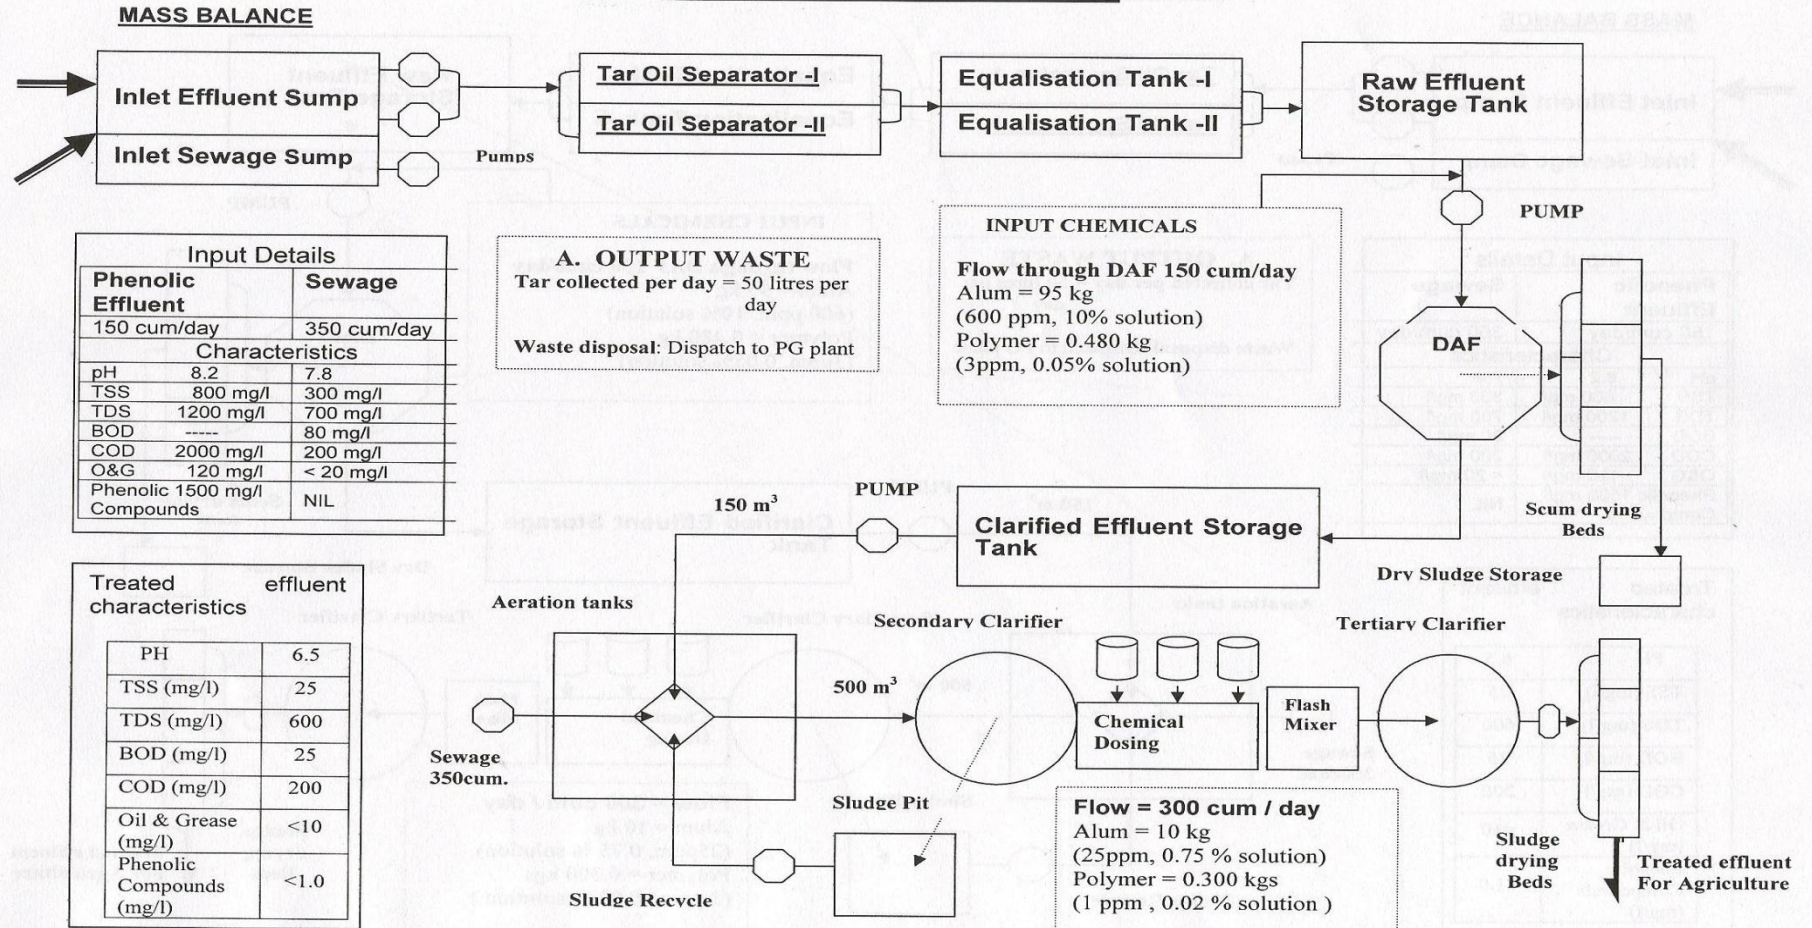 MASS BALANCE
Inlet Effluent Sump
Inlet Sewage Sump
Pumps
Tar Oil Separator -I
Tar Oil Separator -II
Equalisation Tank -I
Equalisation Tank -II
Raw Effluent
Storage Tank
PUMP
INPUT CHEMICALS
Flow through DAF 150 cum/day
Alum = 95 kg
(600 ppm, 10% solution)
Polymer = 0.480 kg
(3ppm, 0.05% solution)
A. OUTPUT WASTE
Tar collected per day = 50 litres per
day
Waste disposal: Dispatch to PG plant
Input Details
Phenolic Sewage
Effluent
150 cum/day 350 cum/day
Characteristics
pH 8.2 7.8
TSS 800 mg/l 300 mg/l
TDS 1200 mg/l 700 mg/l
BOD ----- 80 mg/l
COD 2000 mg/l 200 mg/l
O&G 120 mg/l < 20 mg/l
Phenolic 1500 mg/l NIL
Compounds
DAF
Scum drying
Beds
Dry Sludge Storage
Clarified Effluent Storage
Tank
PUMP
150 m³
Treated effluent
characteristics
PH 6.5
TSS (mg/l) 25
TDS (mg/l) 600
BOD (mg/l) 25
COD (mg/l) 200
Oil & Grease <10
(mg/l)
Phenolic
Compounds <1.0
(mg/l)
Aeration tanks
Sewage
350cum.
500 m³
Secondary Clarifier
Chemical
Dosing
Flash
Mixer
Tertiary Clarifier
Sludge Pit
Sludge Recycle
Flow = 300 cum / day
Alum = 10 kg
(25ppm, 0.75 % solution)
Polymer = 0.300 kgs
(1 ppm , 0.02 % solution )
Sludge
drying
Beds
Treated effluent
For Agriculture